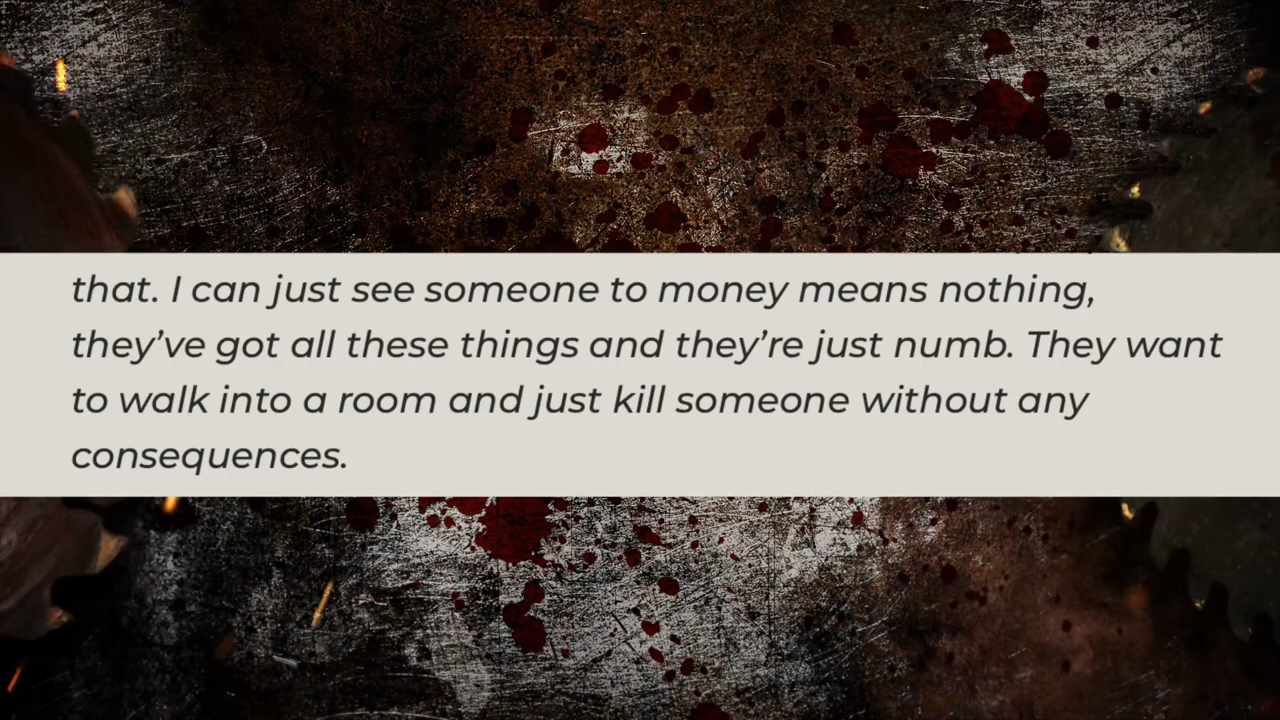 that. I can just see someone to money means nothing,
they’ve got all these things and they’re just numb. They want
to walk into a room and just kill someone without any
consequences.